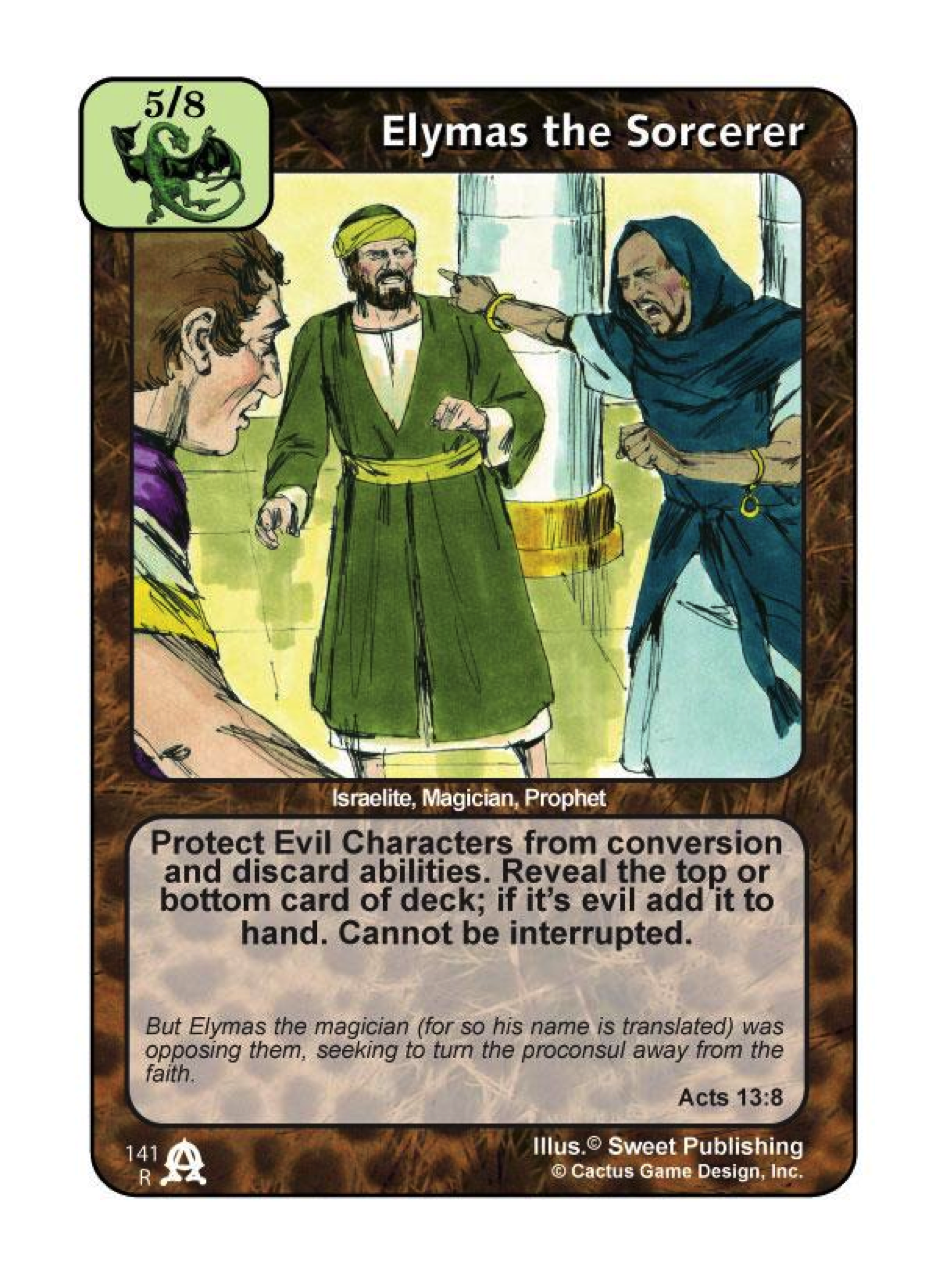 5/8
Elymas the Sorcerer
Israelite, Magician, Prophet
Protect Evil Characters from conversion
and discard abilities. Reveal the top or
bottom card of deck; if it's evil add it to
hand. Cannot be interrupted.
But Elymas the magician (for so his name is translated) was
opposing them, seeking to turn the proconsul away from the
faith.
Acts 13:8
141
R
Illus.© Sweet Publishing
© Cactus Game Design, Inc.